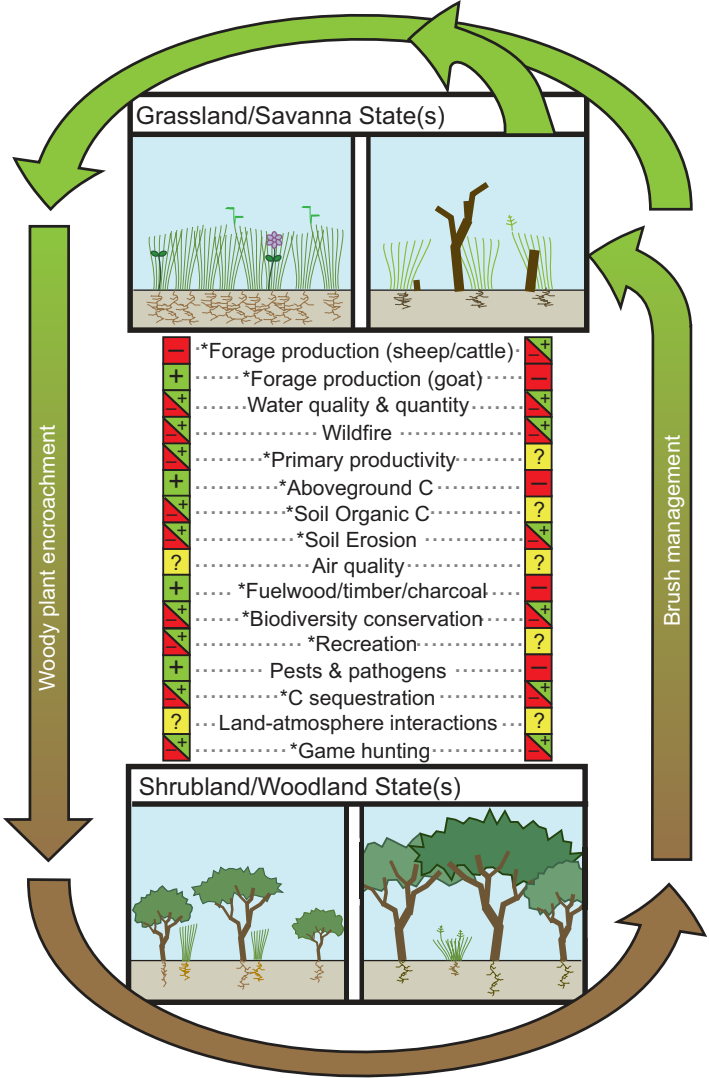 Grassland/Savanna State(s)
− *Forage production (sheep/cattle) − +
+ *Forage production (goat) −
− + Water quality & quantity − +
− + Wildfire − +
− + *Primary productivity ?
+ *Aboveground C −
− + *Soil Organic C ?
− + *Soil Erosion − +
? Air quality ?
+ *Fuelwood/timber/charcoal −
− + *Biodiversity conservation − +
− + *Recreation ?
+ Pests & pathogens −
− + *C sequestration − +
? Land-atmosphere interactions ?
− + *Game hunting − +
Woody plant encroachment
Brush management
Shrubland/Woodland State(s)